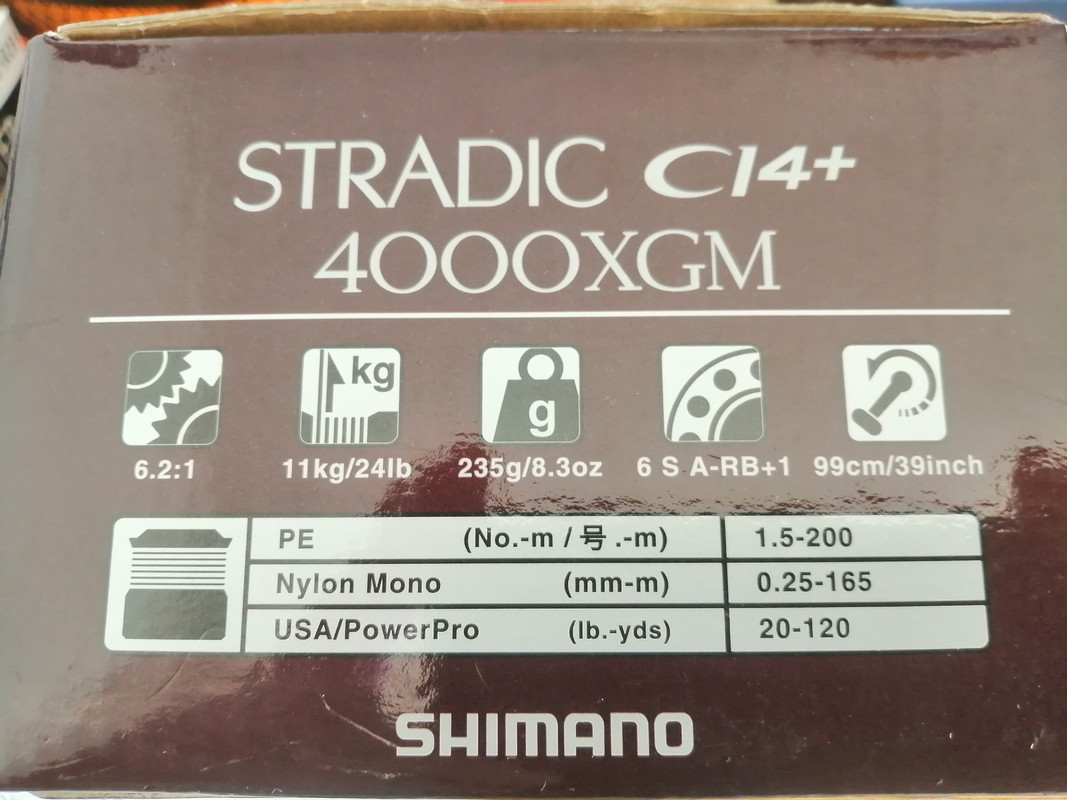 STRADIC CI4+
4000XGM
kg
g
6.2:1 11kg/24lb 235g/8.3oz 6 S A-RB+1 99cm/39inch
PE (No.-m / 号.-m) 1.5-200
Nylon Mono (mm-m) 0.25-165
USA/PowerPro (lb.-yds) 20-120
SHIMANO